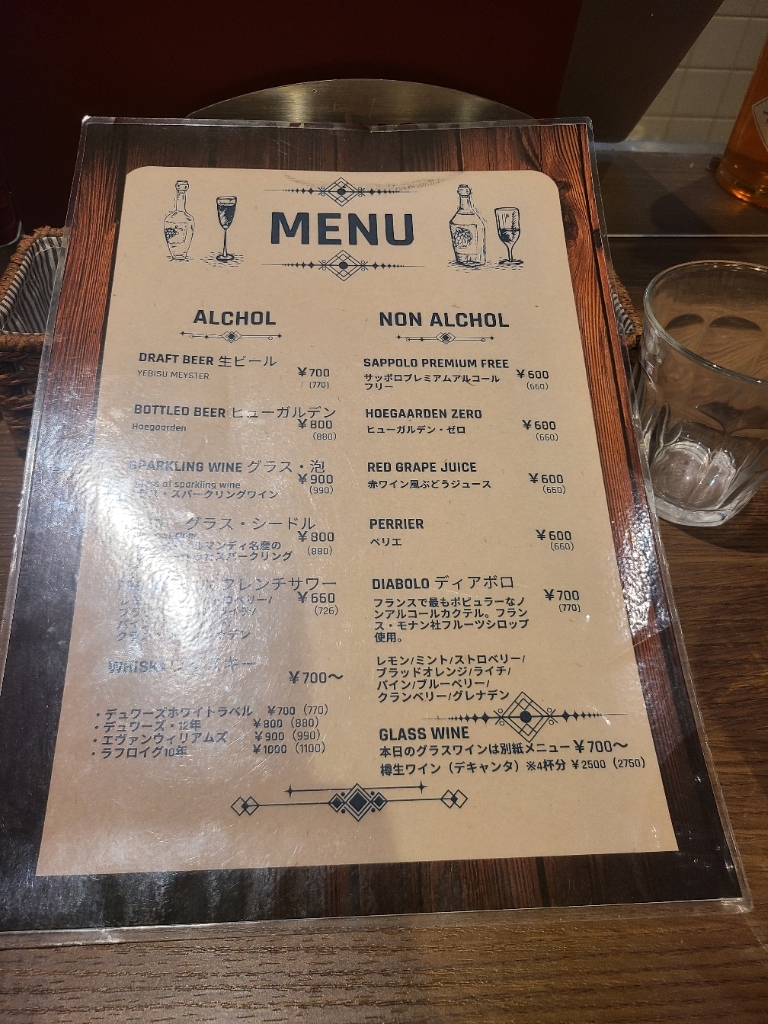 MENU
ALCHOL
DRAFT BEER 生ビール
YEBISU MEYSTER
¥700
(770)
BOTTLED BEER ヒューガルデン
Hoegaarden
¥800
(880)
SPARKLING WINE グラス・泡
of sparkling wine
・スパークリングワイン
¥900
(990)
グラス・シードル
ルマンディ名産の
スパークリング
¥800
(880)
フレンチサワー
¥660
(726)
WHISKY
¥700〜
・デュワーズホワイトラベル ¥700 (770)
・デュワーズ・12年 ¥800 (880)
・エヴァンウィリアムズ ¥900 (990)
・ラフロイグ10年 ¥1000 (1100)
NON ALCHOL
SAPPOLO PREMIUM FREE
サッポロプレミアムアルコール
フリー
¥600
(660)
HOEGAARDEN ZERO
ヒューガルデン・ゼロ
¥600
(660)
RED GRAPE JUICE
赤ワイン風ぶどうジュース
¥600
(660)
PERRIER
ペリエ
¥600
(660)
DIABOLO ディアボロ
フランスで最もポピュラーなノ
ンアルコールカクテル。フラン
ス・モナン社フルーツシロップ
使用。
¥700
(770)
レモン/ミント/ストロベリー/
ブラッドオレンジ/ライチ/
パイン/ブルーベリー/
クランベリー/グレナデン
GLASS WINE
本日のグラスワインは別紙メニュー ¥700〜
樽生ワイン（デキャンタ）※4杯分 ¥2500 (2750)